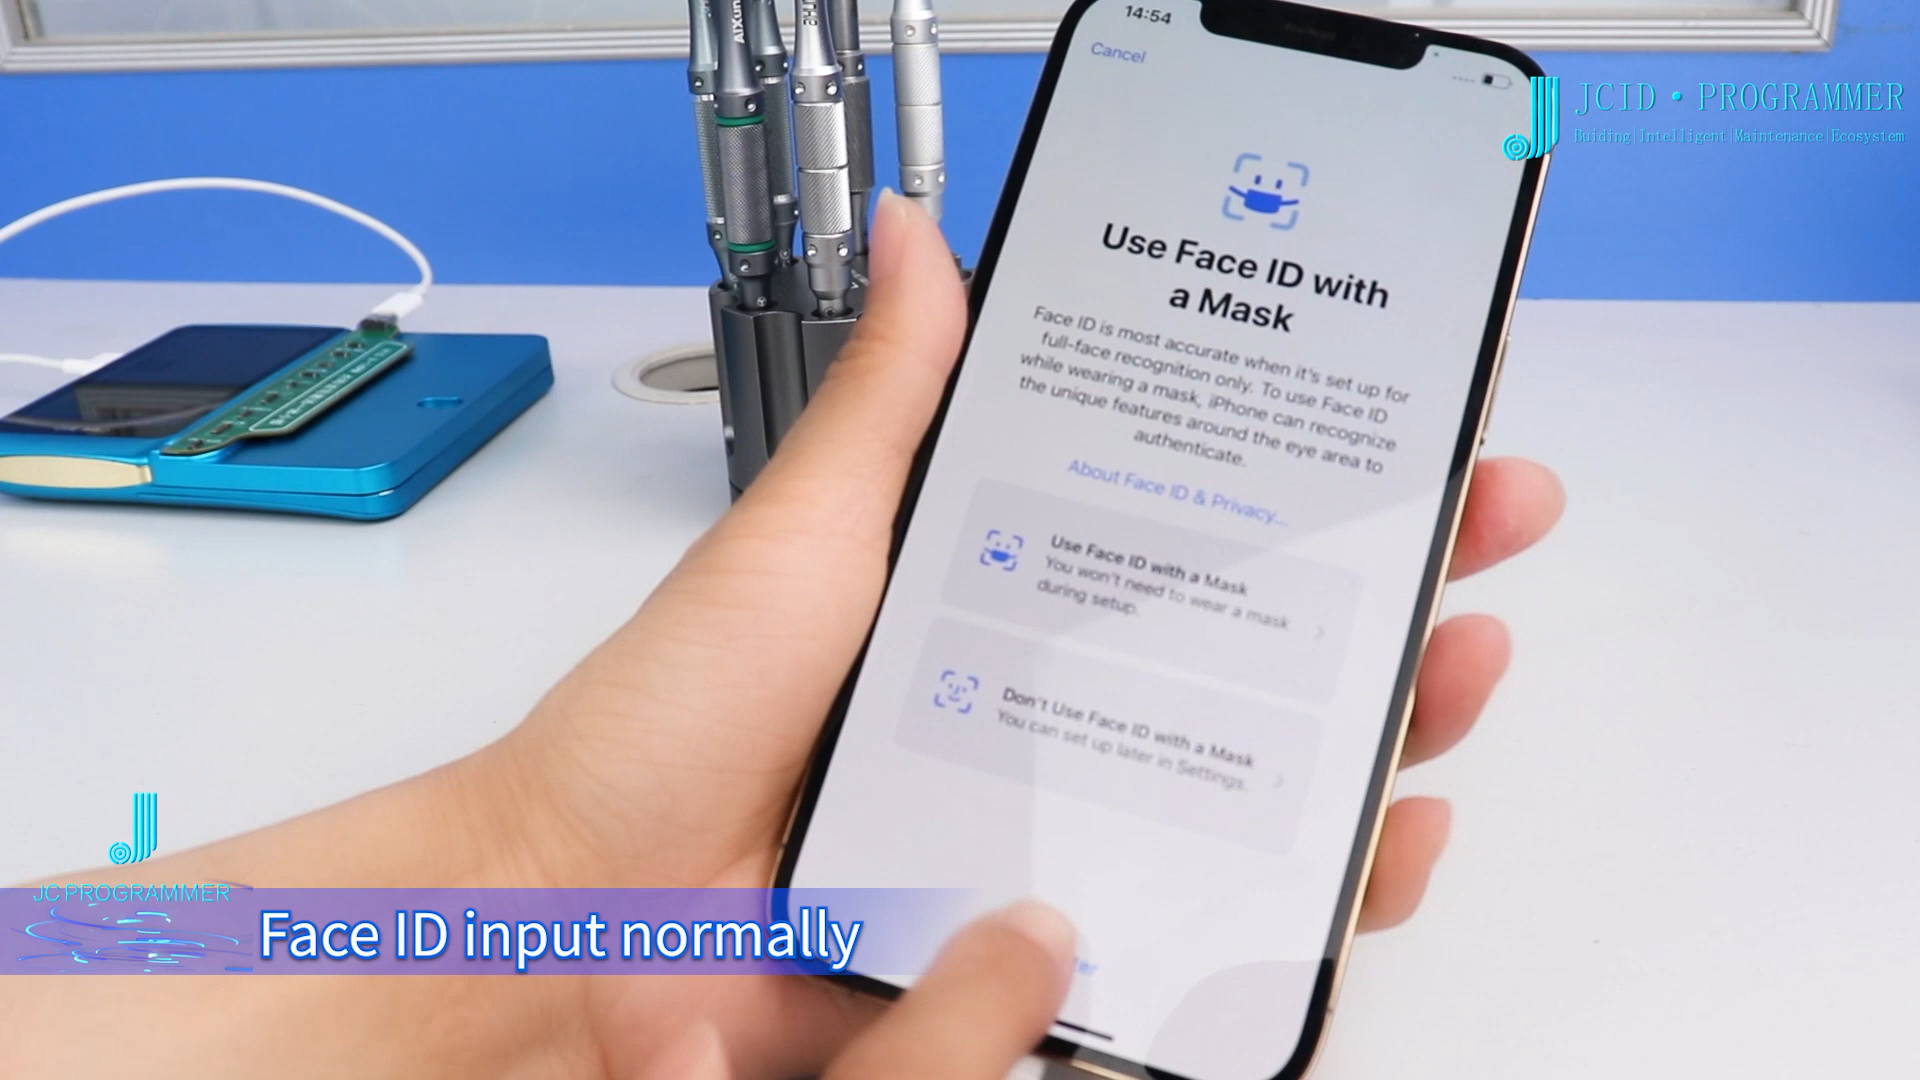 14:54
Cancel
JCID·PROGRAMMER
Buiding|Intelligent|Maintenance|Ecosystem
AIXun
Use Face ID with
a Mask
Face ID is most accurate when it's set up for
full-face recognition only. To use Face ID
while wearing a mask, iPhone can recognize
the unique features around the eye area to
authenticate.
About Face ID & Privacy...
Use Face ID with a Mask
You won't need to wear a mask
during setup.
Don't Use Face ID with a Mask
You can set up later in Settings.
JC PROGRAMMER
Face ID input normally